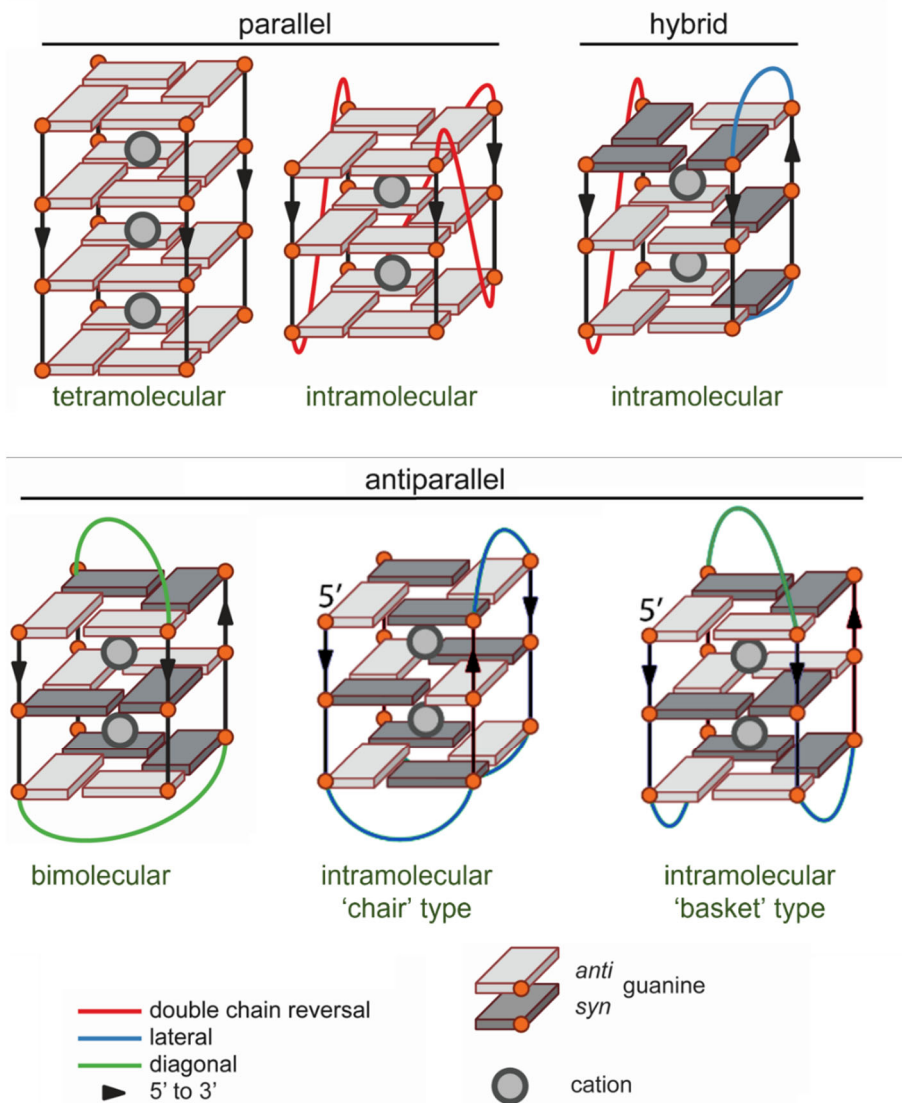 parallel
hybrid
tetramolecular
intramolecular
intramolecular
antiparallel
5′
5′
bimolecular
intramolecular
‘chair’ type
intramolecular
‘basket’ type
double chain reversal
lateral
diagonal
5’ to 3’
anti
syn
guanine
cation